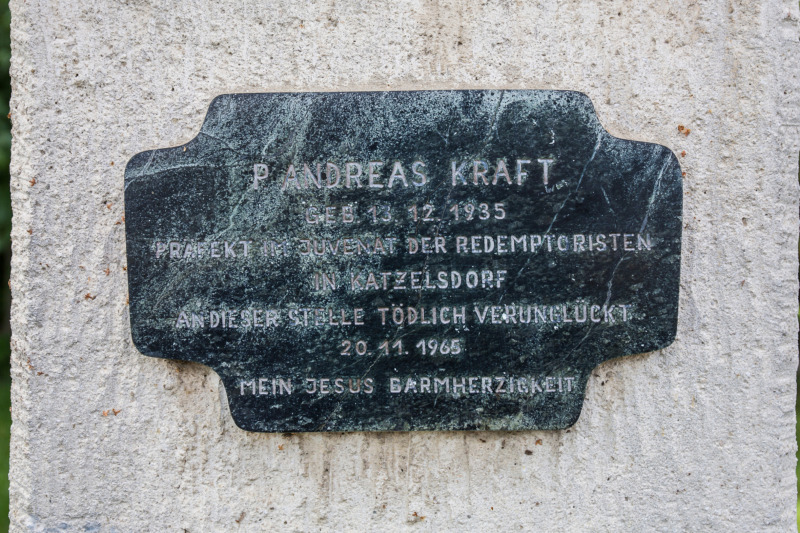 P. ANDREAS KRAFT
GEB. 13. 12. 1935
PRÄFEKT IM JUVENAT DER REDEMPTORISTEN
IN KATZELSDORF
AN DIESER STELLE TÖDLICH VERUNGLÜCKT
20. 11. 1965
MEIN JESUS BARMHERZIGKEIT